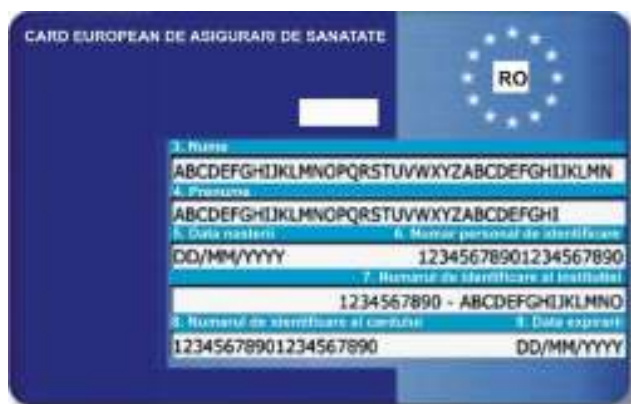 CARD EUROPEAN DE ASIGURARI DE SANATATE
RO
3. Nume
ABCDEFGHIJKLMNOPQRSTUVWXYZABCDEFGHIJKLMN
4. Prenume
ABCDEFGHIJKLMNOPQRSTUVWXYZABCDEFGHI
5. Data nasterii 6. Numar personal de identificare
DD/MM/YYYY 12345678901234567890
7. Numarul de identificare al institutiei
1234567890 - ABCDEFGHIJKLMNO
8. Numarul de identificare al cardului 9. Data expirarii
12345678901234567890 DD/MM/YYYY